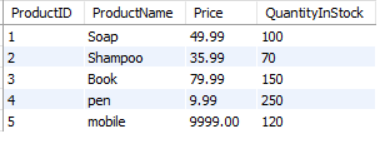 ProductID ProductName Price QuantityInStock
1 Soap 49.99 100
2 Shampoo 35.99 70
3 Book 79.99 150
4 pen 9.99 250
5 mobile 9999.00 120